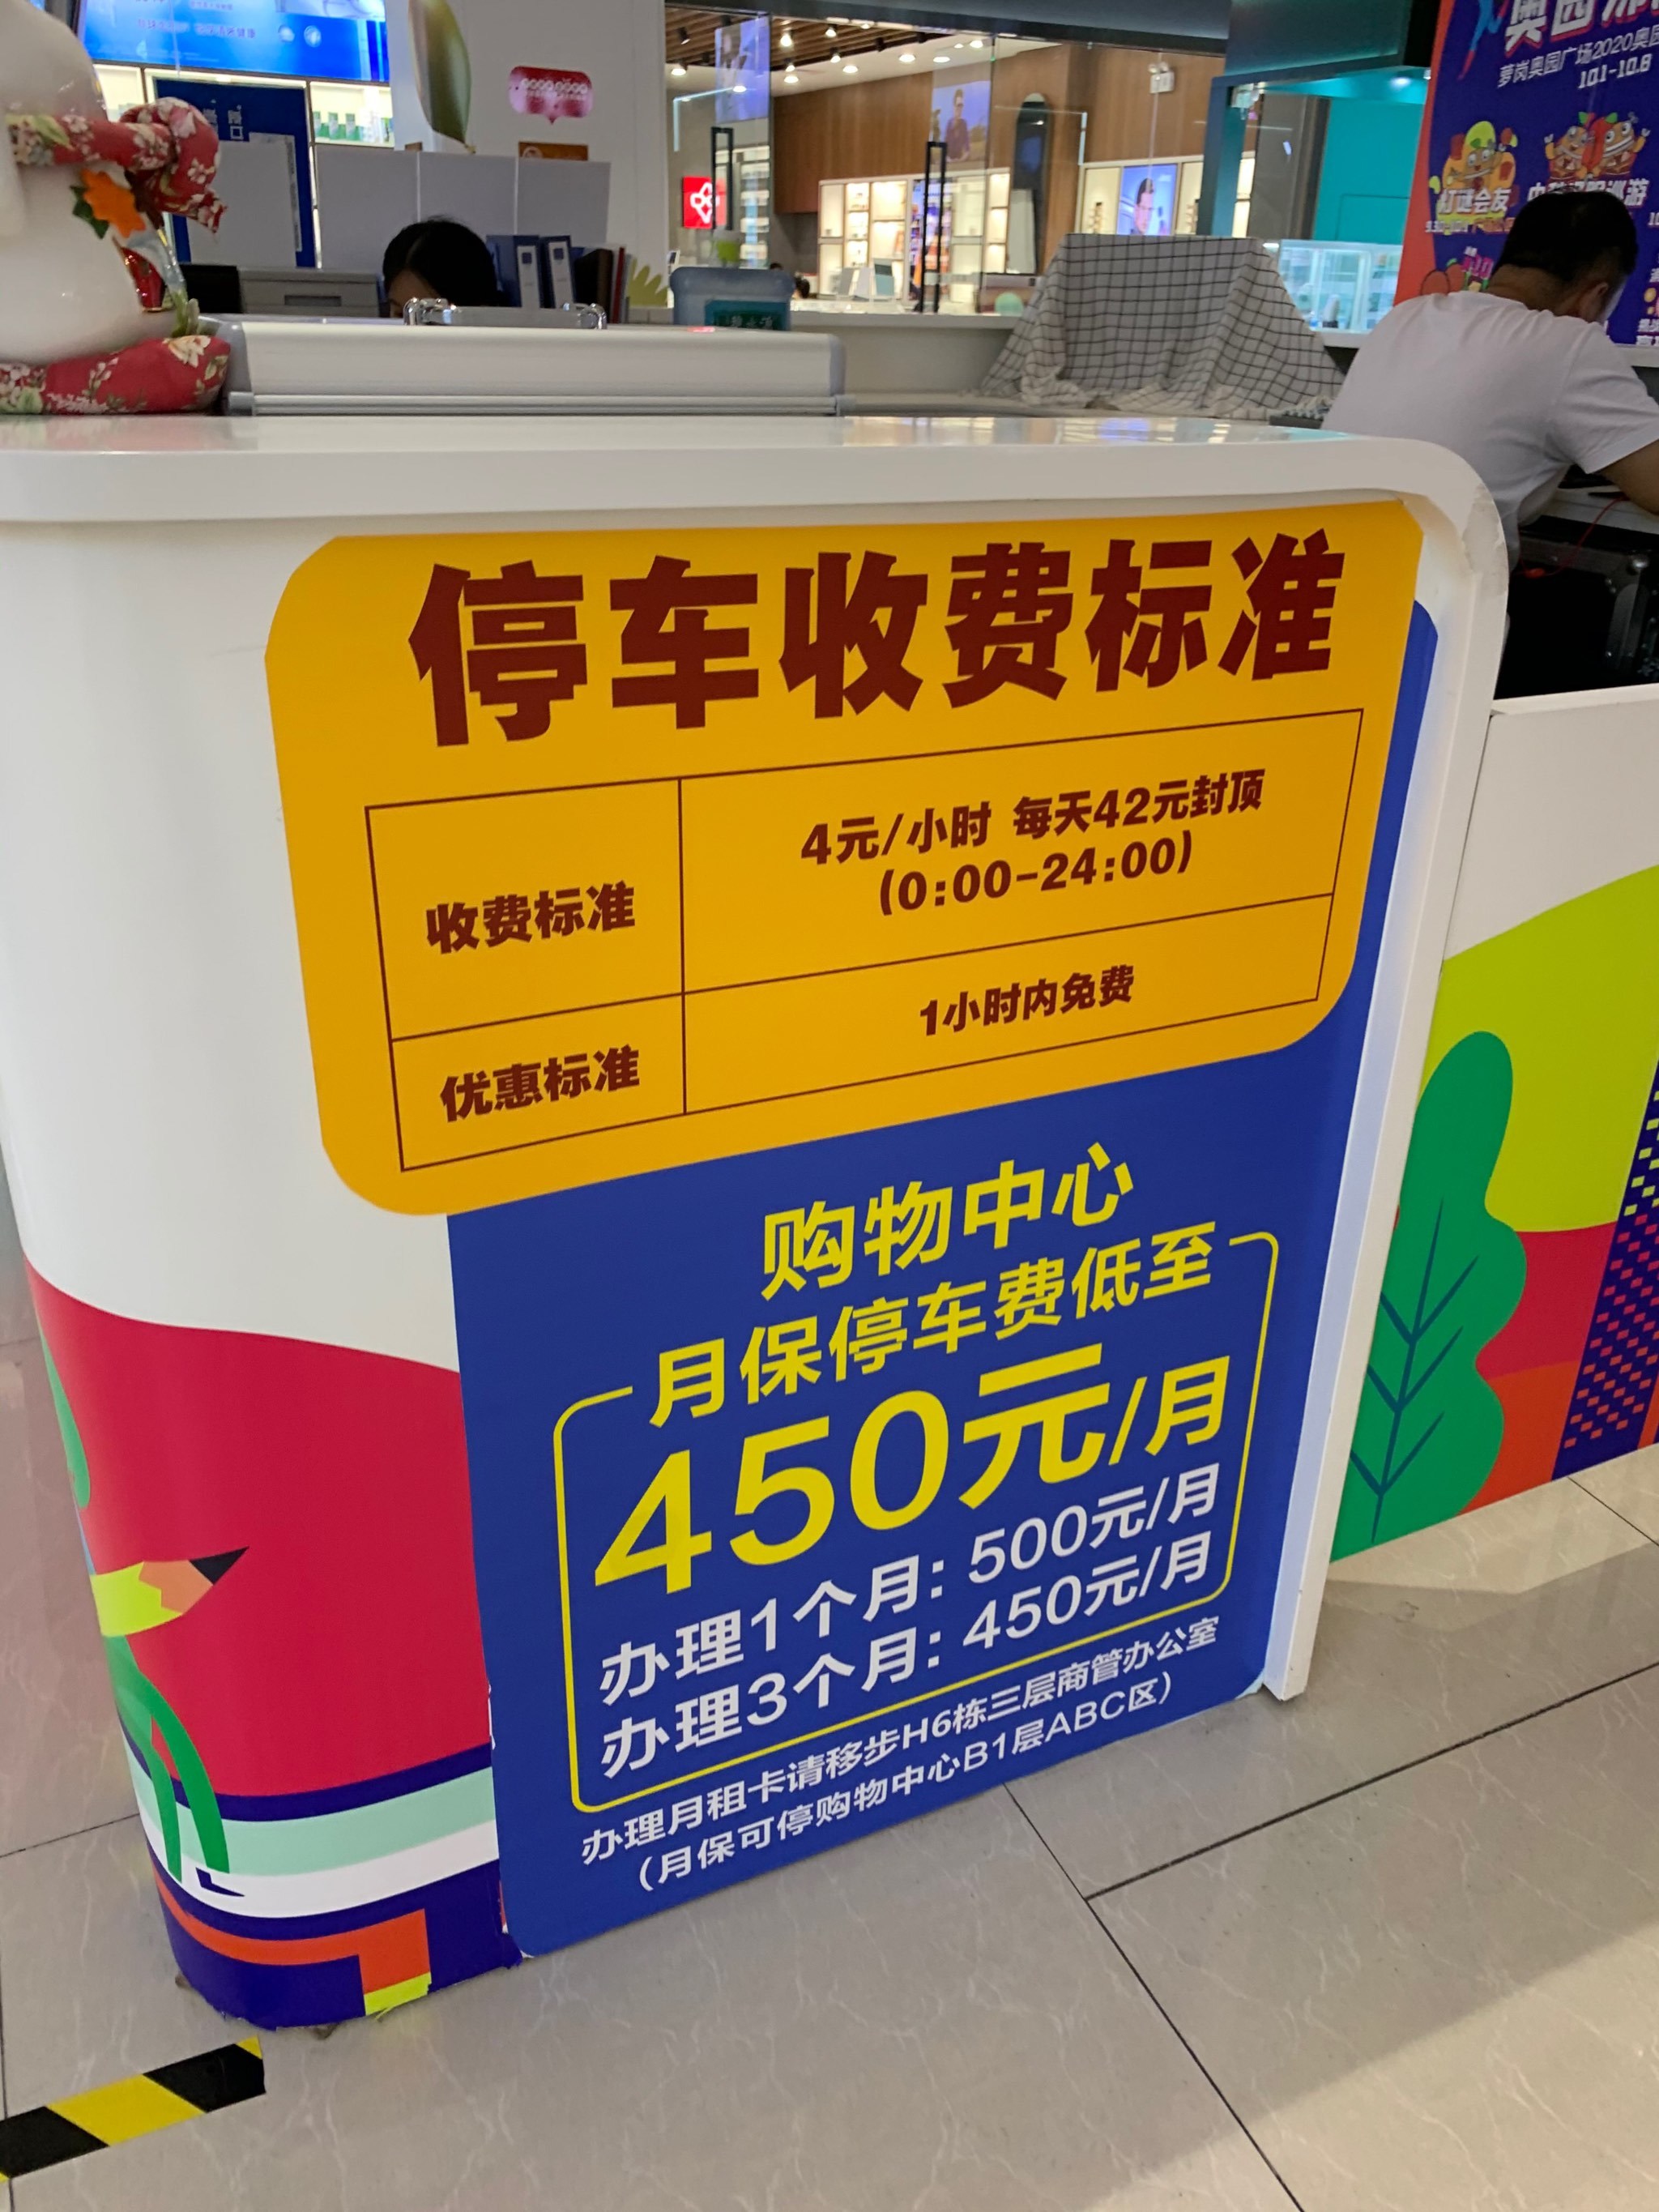 萝岗奥园广场2020奥园
10.1-10.8
灯谜会友
停车收费标准
收费标准
4元/小时 每天42元封顶
(0:00-24:00)
优惠标准
1小时内免费
购物中心
月保停车费低至
450元/月
办理1个月：500元/月
办理3个月：450元/月
办理月租卡请移步H6栋三层商管办公室
（月保可停购物中心B1层ABC区）